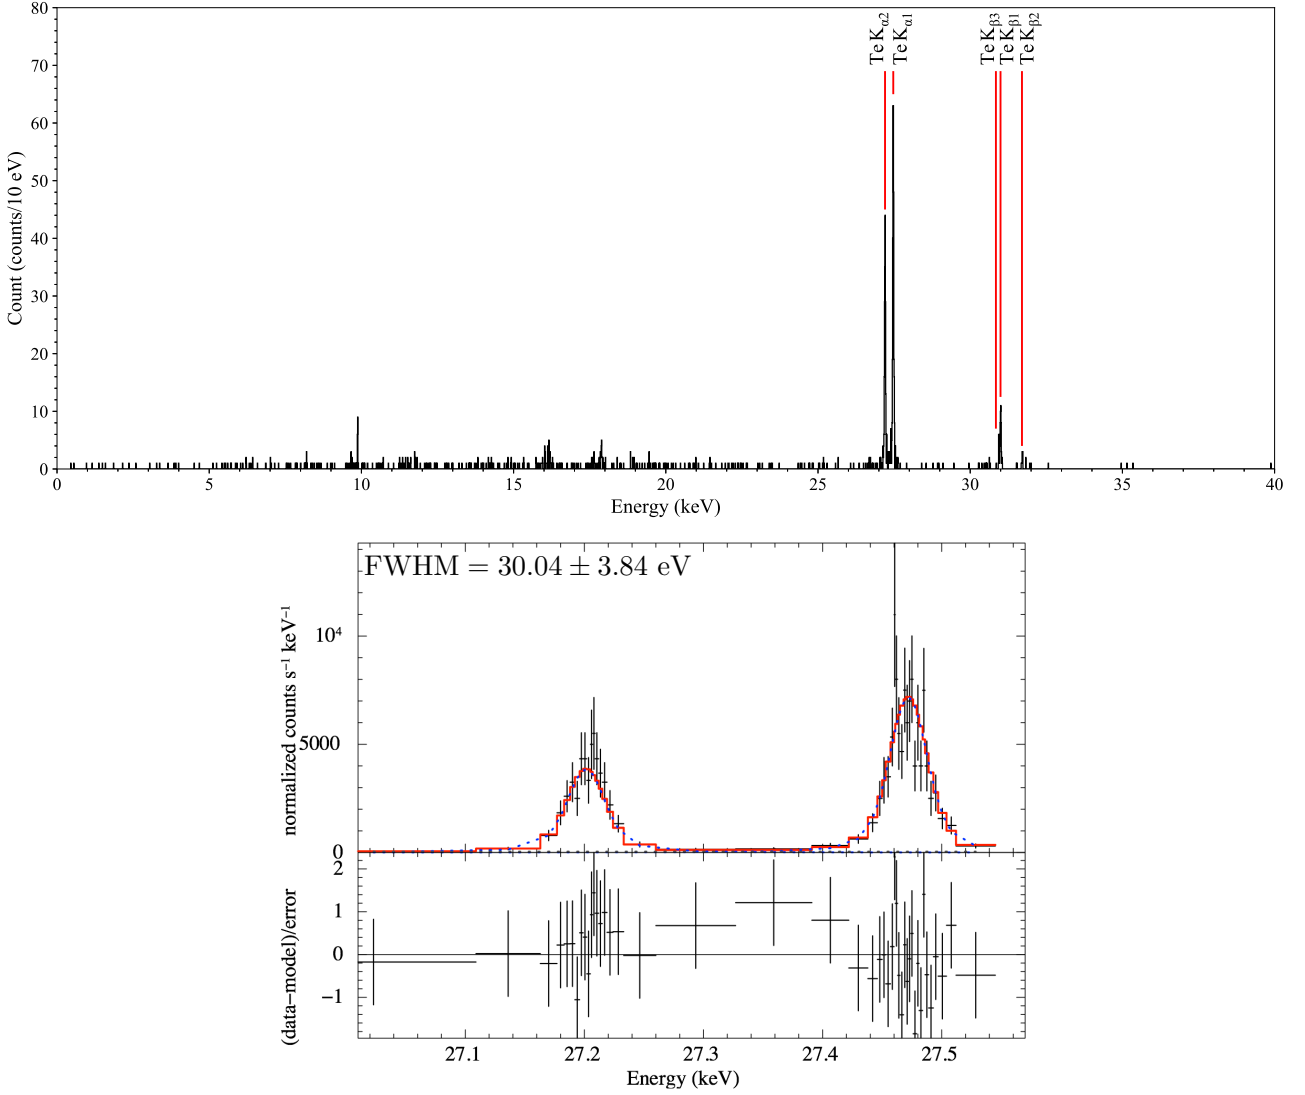 80
70
60
50
40
30
20
10
0
Count (counts/10 eV)
Te Kα2
Te Kα1
Te Kβ3
Te Kβ1
Te Kβ2
0 5 10 15 20 25 30 35 40
Energy (keV)
FWHM = 30.04 ± 3.84 eV
normalized counts s⁻¹ keV⁻¹
10⁴
5000
0
(data−model)/error
2
1
0
−1
27.1 27.2 27.3 27.4 27.5
Energy (keV)